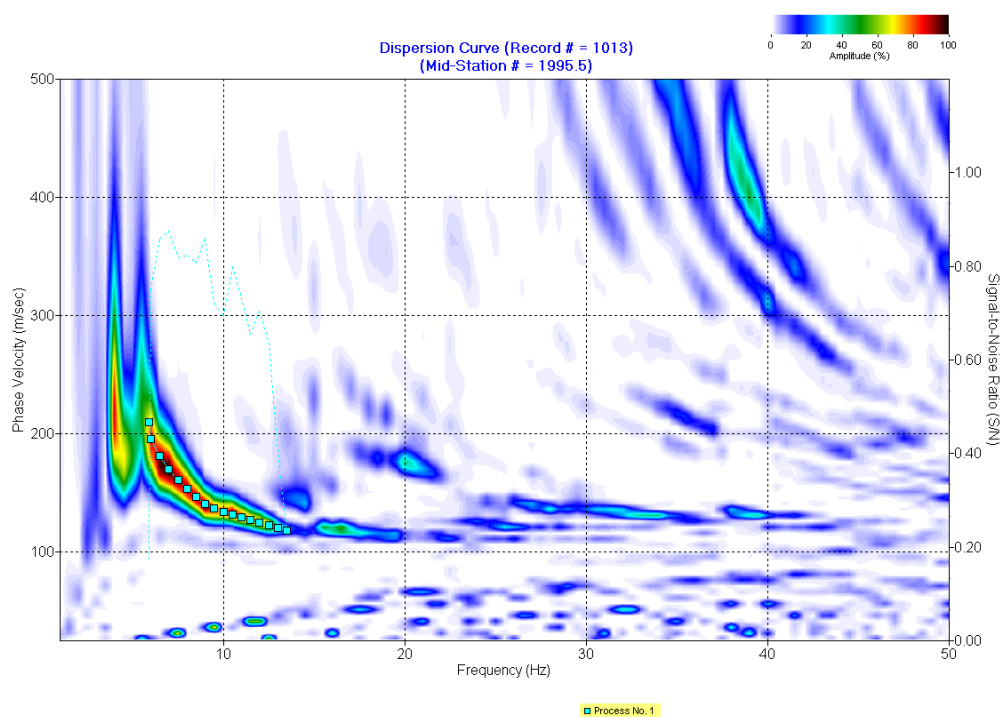 Dispersion Curve (Record # = 1013)
(Mid-Station # = 1995.5)
0 20 40 60 80 100
Amplitude (%)
500
400
300
200
100
Phase Velocity (m/sec)
1.00
0.80
0.60
0.40
0.20
0.00
Signal-to-Noise Ratio (S/N)
10 20 30 40 50
Frequency (Hz)
Process No. 1